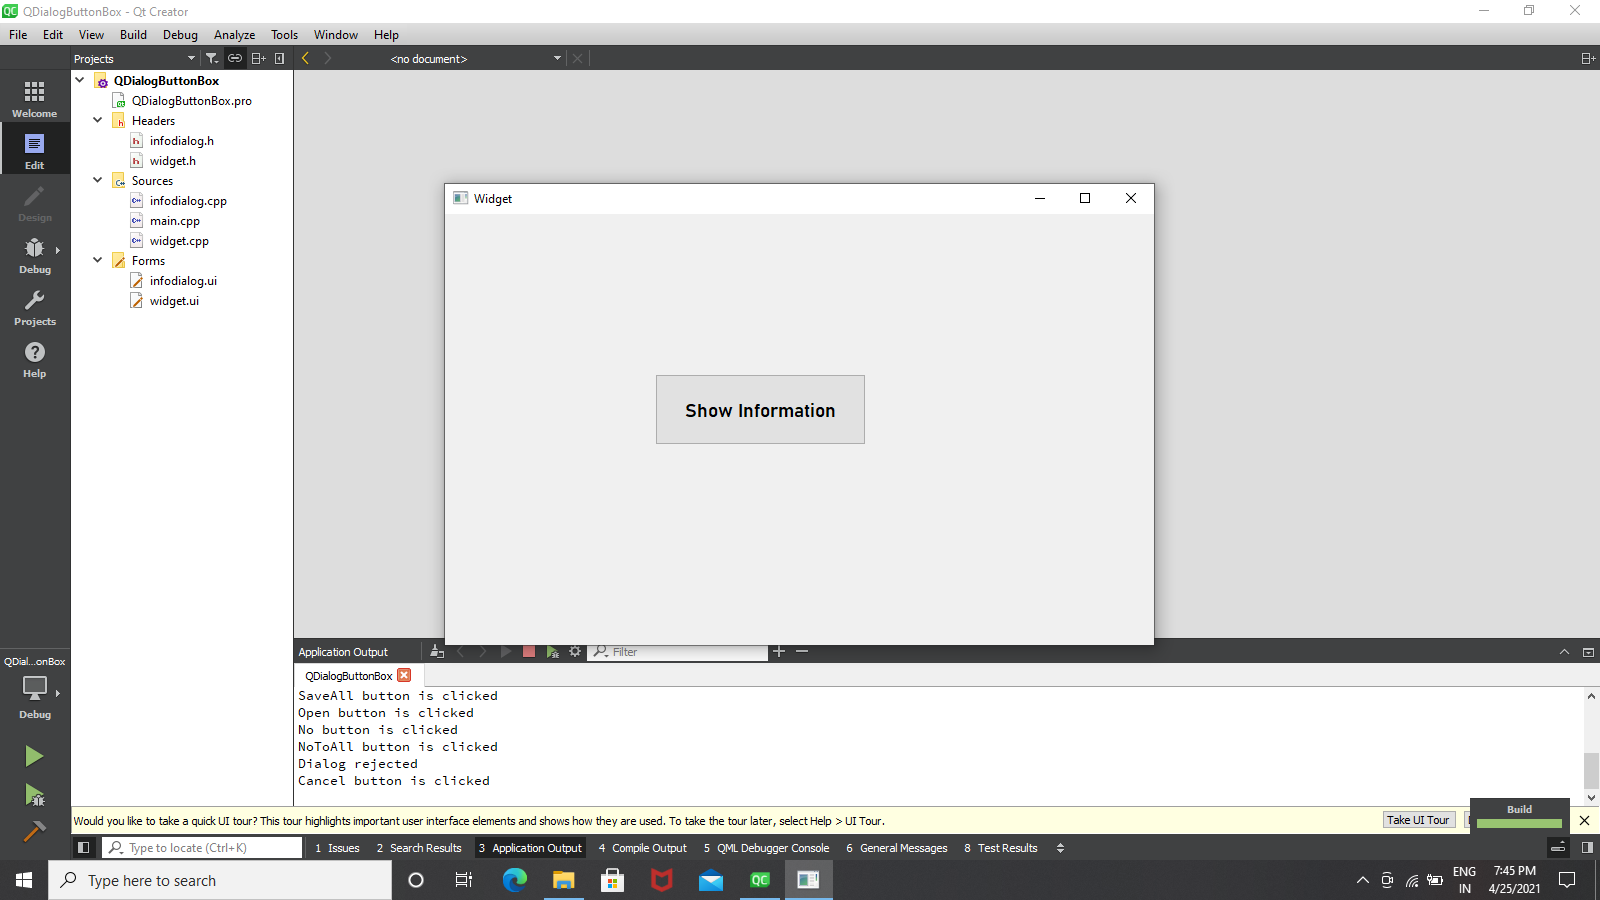 QDialogButtonBox - Qt Creator
File Edit View Build Debug Analyze Tools Window Help
Projects <no document>
Welcome
Edit
Design
Debug
Projects
Help
QDialogButtonBox
QDialogButtonBox.pro
Headers
infodialog.h
widget.h
Sources
infodialog.cpp
main.cpp
widget.cpp
Forms
infodialog.ui
widget.ui
Widget
Show Information
QDial...onBox
Debug
Application Output Filter
QDialogButtonBox
SaveAll button is clicked
Open button is clicked
No button is clicked
NoToAll button is clicked
Dialog rejected
Cancel button is clicked
Would you like to take a quick UI tour? This tour highlights important user interface elements and shows how they are used. To take the tour later, select Help > UI Tour. Take UI Tour
Build
Type to locate (Ctrl+K) 1 Issues 2 Search Results 3 Application Output 4 Compile Output 5 QML Debugger Console 6 General Messages 8 Test Results
Type here to search
ENG
IN
7:45 PM
4/25/2021